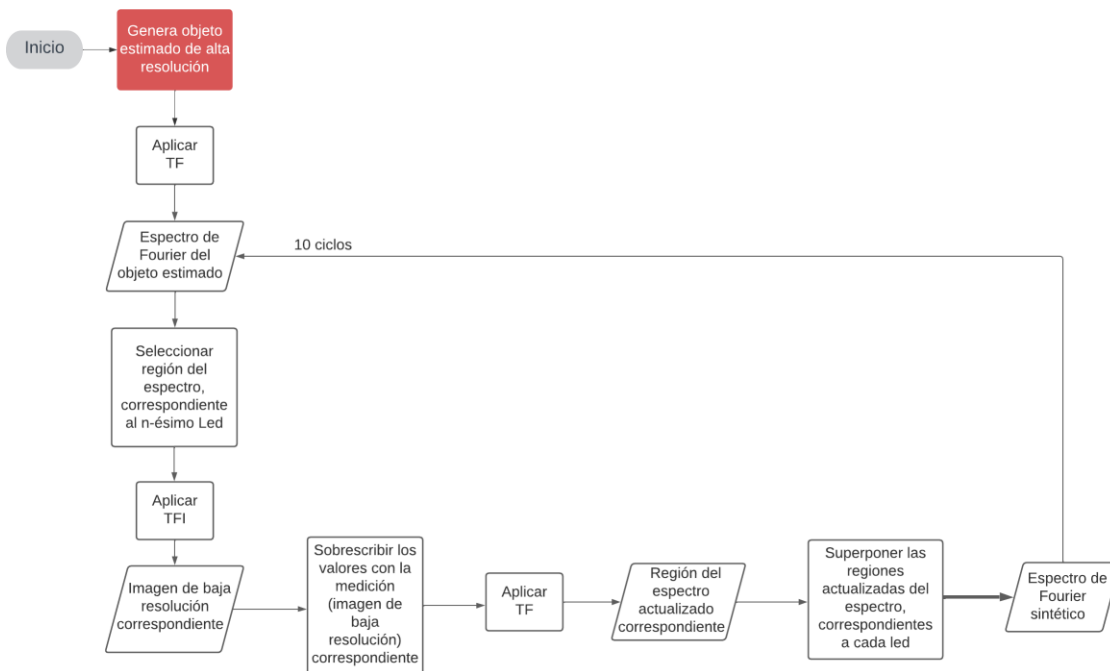 Inicio
Genera objeto
estimado de alta
resolución
Aplicar
TF
Espectro de
Fourier del
objeto estimado
10 ciclos
Seleccionar
región del
espectro,
correspondiente
al n-ésimo Led
Aplicar
TFI
Imagen de baja
resolución
correspondiente
Sobrescribir los
valores con la
medición
(imagen de
baja
resolución)
correspondiente
Aplicar
TF
Región del
espectro
actualizado
correspondiente
Superponer las
regiones
actualizadas del
espectro,
correspondientes
a cada led
Espectro de
Fourier
sintético